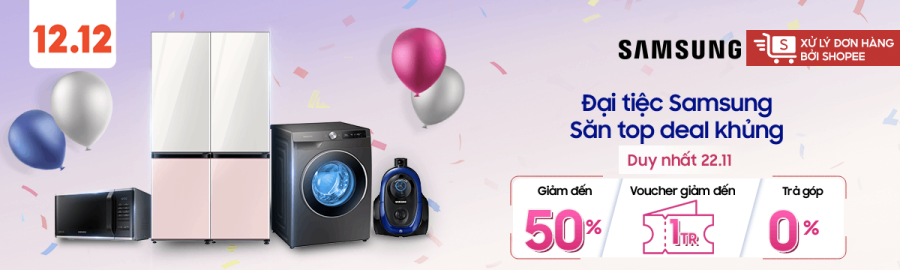 12.12
SAMSUNG
XỬ LÝ ĐƠN HÀNG
BỞI SHOPEE
S
Đại tiệc Samsung
Săn top deal khủng
Duy nhất 22.11
Giảm đến
50%
Voucher giảm đến
1TR
Trả góp
0%